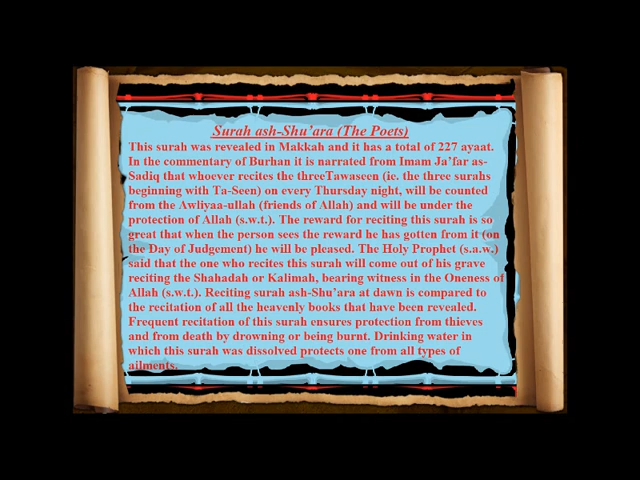 Surah ash-Shu'ara (The Poets)
This surah was revealed in Makkah and it has a total of 227 ayaat.
In the commentary of Burhan it is narrated from Imam Ja'far as-
Sadiq that whoever recites the threeTawaseen (ie. the three surahs
beginning with Ta-Seen) on every Thursday night, will be counted
from the Awliyaa-ullah (friends of Allah) and will be under the
protection of Allah (s.w.t.). The reward for reciting this surah is so
great that when the person sees the reward he has gotten from it (on
the Day of Judgement) he will be pleased. The Holy Prophet (s.a.w.)
said that the one who recites this surah will come out of his grave
reciting the Shahadah or Kalimah, bearing witness in the Oneness of
Allah (s.w.t.). Reciting surah ash-Shu'ara at dawn is compared to
the recitation of all the heavenly books that have been revealed.
Frequent recitation of this surah ensures protection from thieves
and from death by drowning or being burnt. Drinking water in
which this surah was dissolved protects one from all types of
ailments.